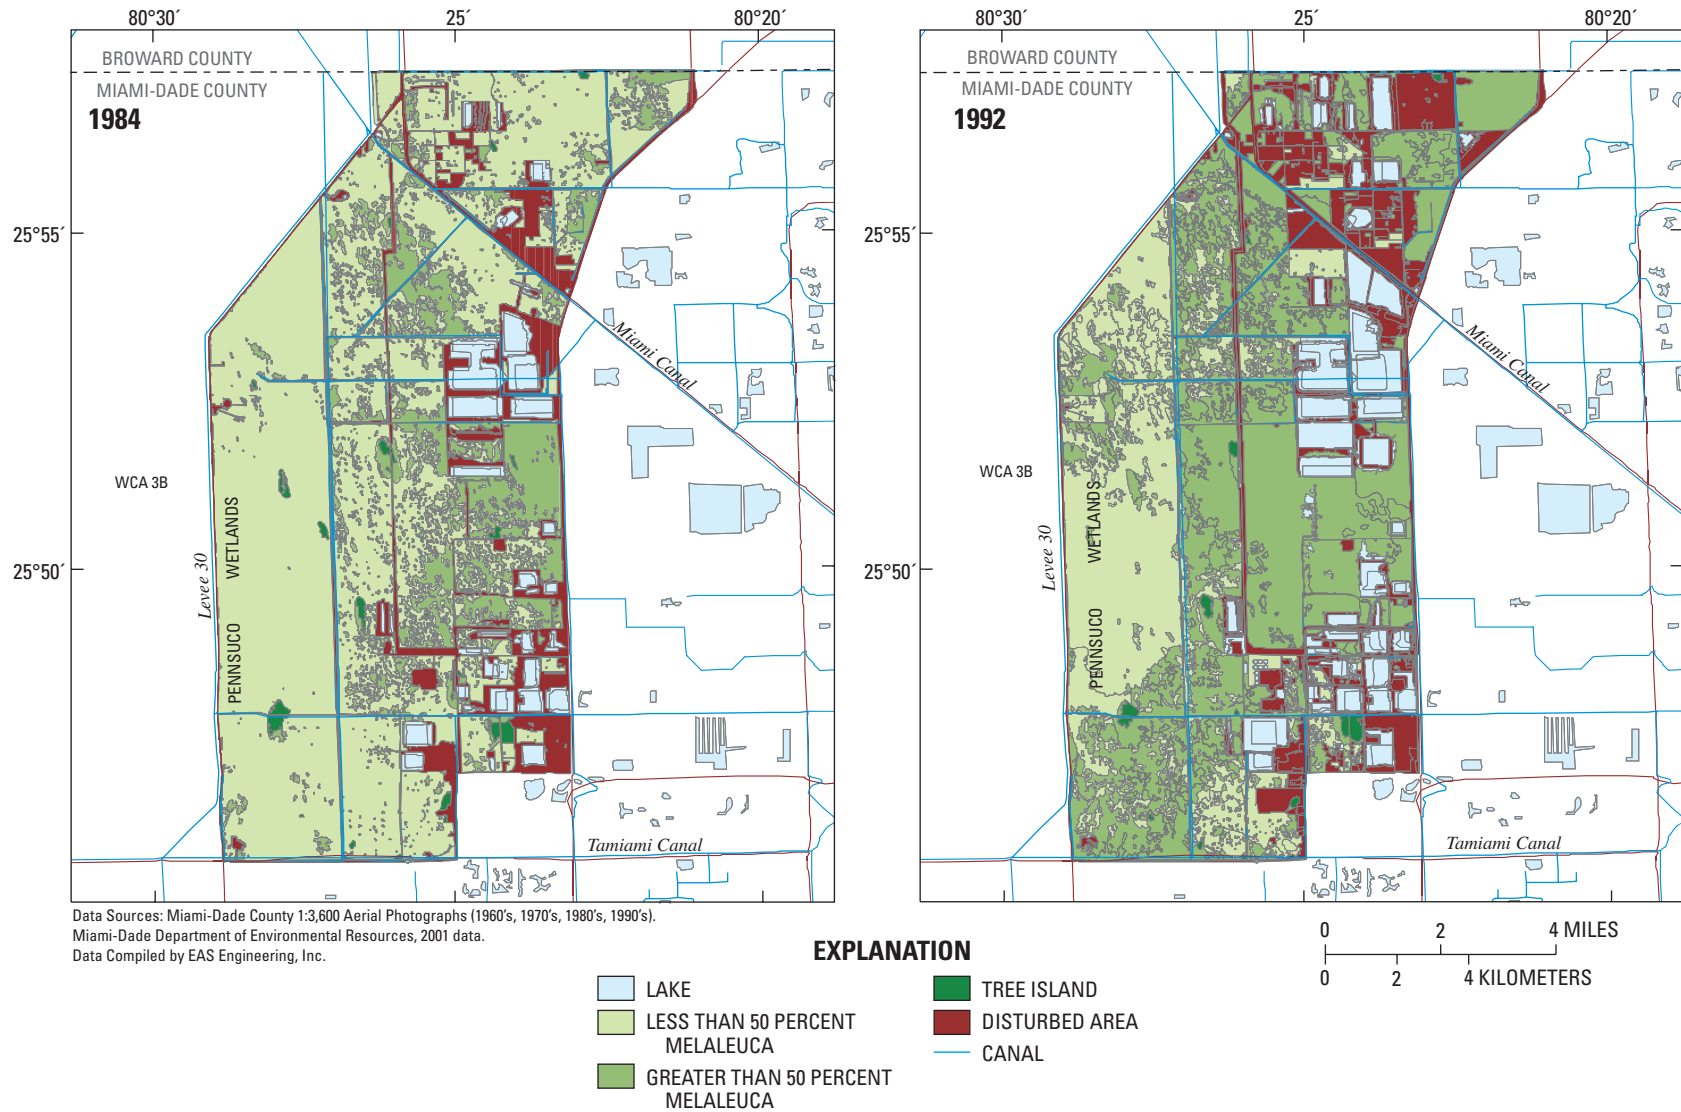 80°30′ 25′ 80°20′
BROWARD COUNTY
MIAMI-DADE COUNTY
1984
25°55′
25°50′
WCA 3B
Levee 30
PENNSUCO WETLANDS
Miami Canal
Tamiami Canal
80°30′ 25′ 80°20′
BROWARD COUNTY
MIAMI-DADE COUNTY
1992
25°55′
25°50′
WCA 3B
Levee 30
PENNSUCO WETLANDS
Miami Canal
Tamiami Canal
Data Sources: Miami-Dade County 1:3,600 Aerial Photographs (1960's, 1970's, 1980's, 1990's).
Miami-Dade Department of Environmental Resources, 2001 data.
Data Compiled by EAS Engineering, Inc.
EXPLANATION
LAKE
LESS THAN 50 PERCENT
MELALEUCA
GREATER THAN 50 PERCENT
MELALEUCA
TREE ISLAND
DISTURBED AREA
CANAL
0 2 4 MILES
0 2 4 KILOMETERS